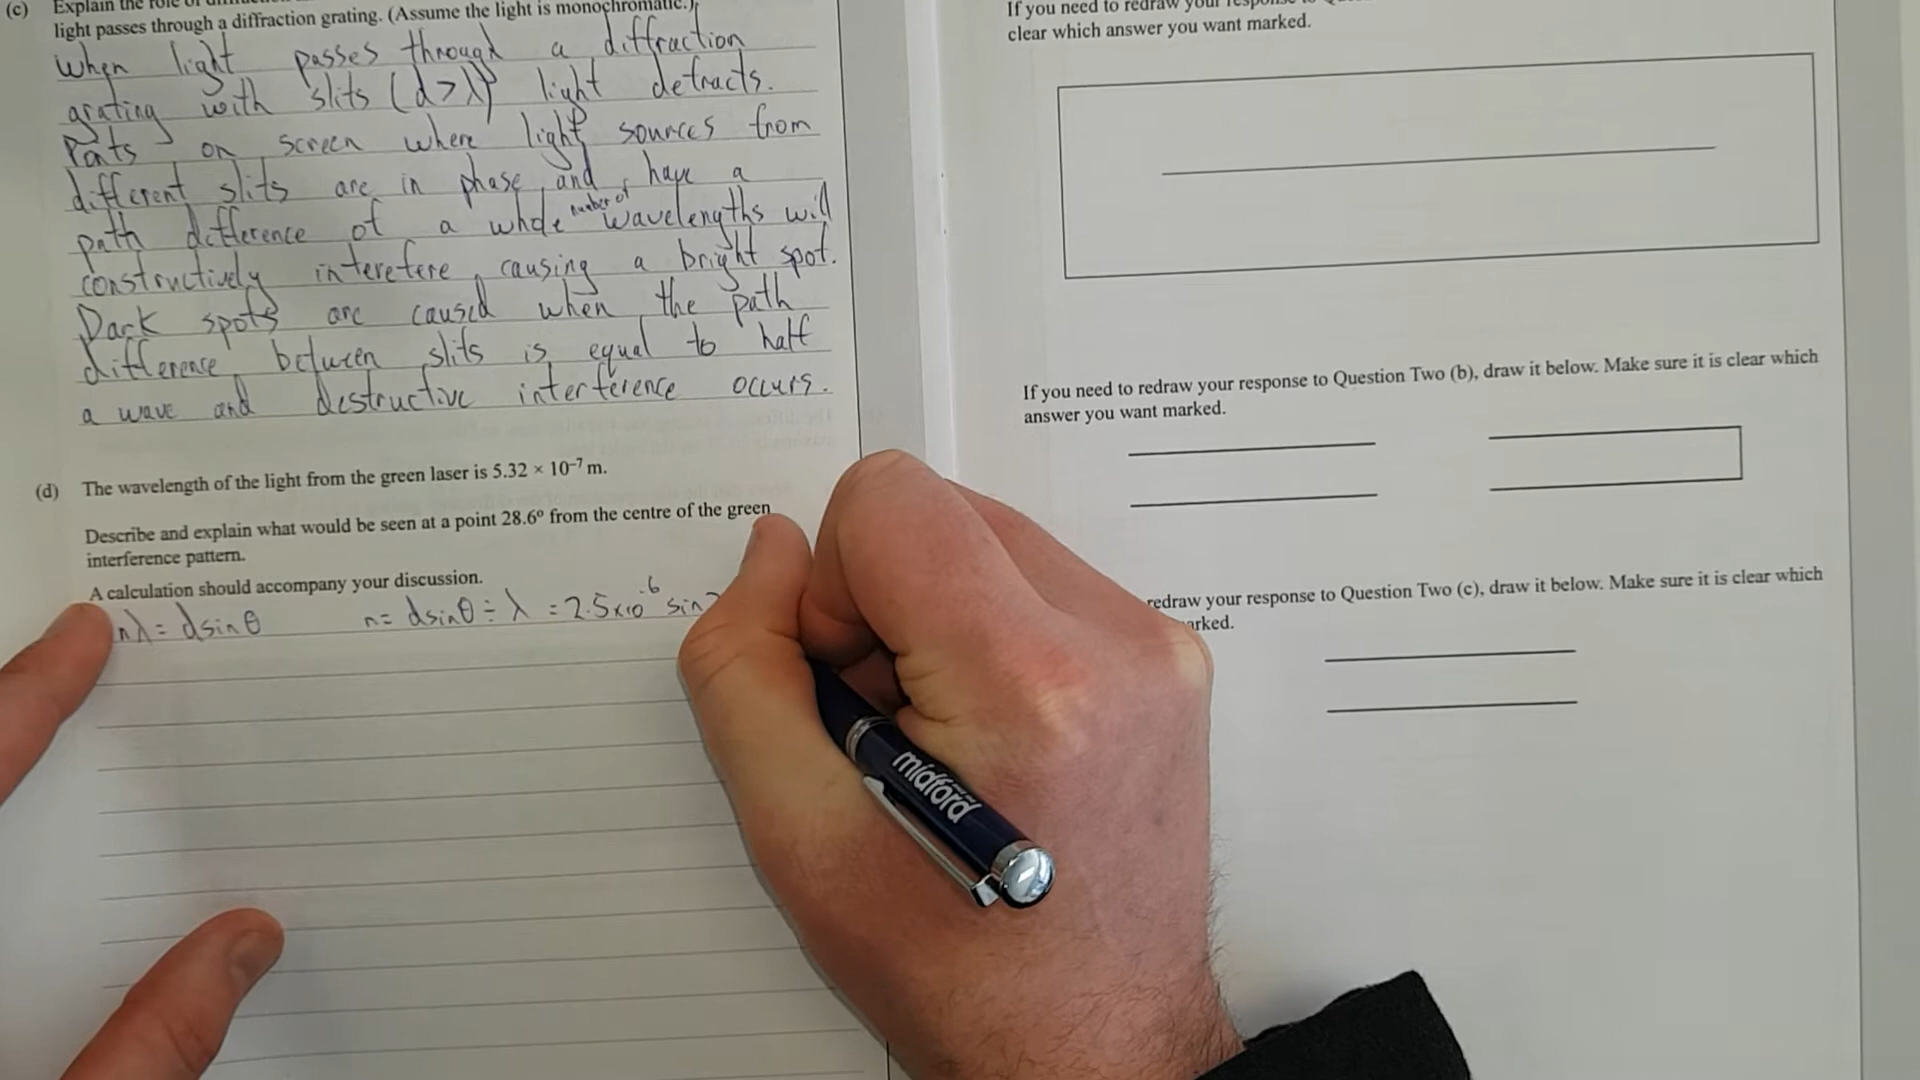 (c) Explain the role of
light passes through a diffraction grating. (Assume the light is monochromatic.)
When light passes through a diffraction
grating with slits (d>λ) light defracts.
Points on screen where light sources from
different slits are in phase and have a
path difference of a whole number of wavelengths will
constructively interefere, causing a bright spot.
Dark spots are caused when the path
difference between slits is equal to half
a wave and destructive interference occurs.
(d) The wavelength of the light from the green laser is 5.32 × 10⁻⁷ m.
Describe and explain what would be seen at a point 28.6° from the centre of the green
interference pattern.
A calculation should accompany your discussion.
nλ = dsinθ n = dsinθ ÷ λ = 2.5x10⁻⁶ sin
If you need to redraw your response to
clear which answer you want marked.
If you need to redraw your response to Question Two (b), draw it below. Make sure it is clear which
answer you want marked.
redraw your response to Question Two (c), draw it below. Make sure it is clear which
marked.
midford